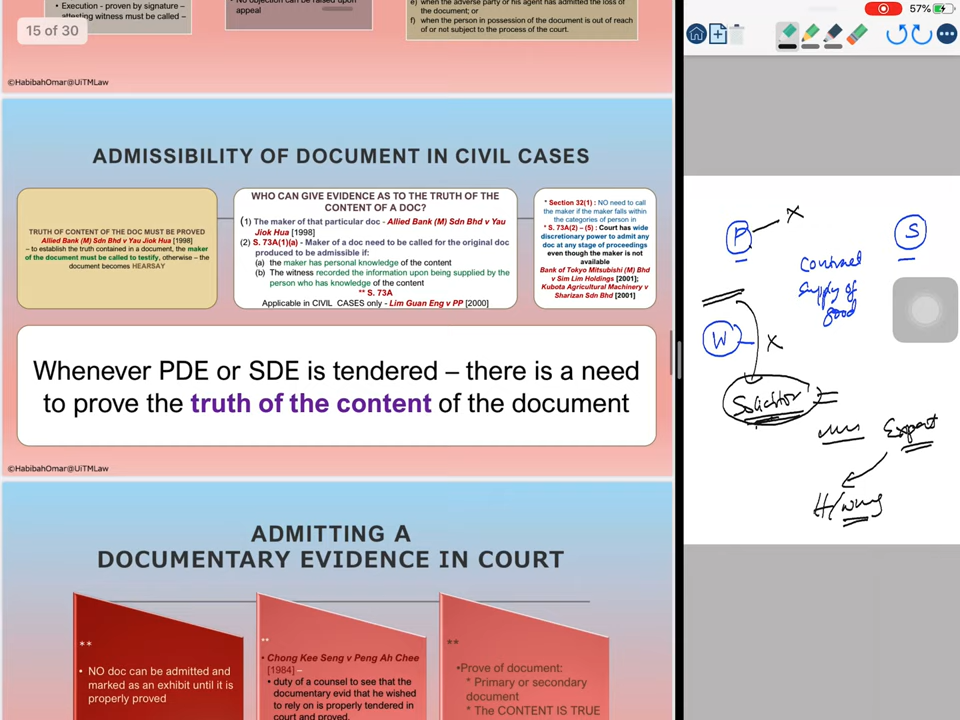 • Execution - proven by signature –
attesting witness must be called –
15 of 30
appeal
e) when the adverse party or his agent has admitted the loss of
the document; or
f) when the person in possession of the document is out of reach
of or not subject to the process of the court.
©HabibahOmar@UiTMLaw
ADMISSIBILITY OF DOCUMENT IN CIVIL CASES
TRUTH OF CONTENT OF THE DOC MUST BE PROVED
Allied Bank (M) Sdn Bhd v Yau Jiok Hua [1998]
– to establish the truth contained in a document, the maker
of the document must be called to testify, otherwise – the
document becomes HEARSAY
WHO CAN GIVE EVIDENCE AS TO THE TRUTH OF THE
CONTENT OF A DOC?
(1) The maker of that particular doc - Allied Bank (M) Sdn Bhd v Yau
Jiok Hua [1998]
(2) S. 73A(1)(a) - Maker of a doc need to be called for the original doc
produced to be admissible if:
(a) the maker has personal knowledge of the content
(b) The witness recorded the information upon being supplied by the
person who has knowledge of the content
** S. 73A
Applicable in CIVIL CASES only - Lim Guan Eng v PP [2000]
* Section 32(1): NO need to
call the maker if the maker falls within
the categories of person in
* S. 73A(2) – (5) : Court has wide
discretionary power to admit any
doc at any stage of proceedings
even though the maker is not
available
Bank of Tokyo Mitsubishi (M) Bhd
v Sim Lim Holdings [2001];
Kubota Agricultural Machinery v
Sharizan Sdn Bhd [2001]
Whenever PDE or SDE is tendered – there is a need
to prove the truth of the content of the document
©HabibahOmar@UiTMLaw
ADMITTING A
DOCUMENTARY EVIDENCE IN COURT
**
• NO doc can be admitted and
marked as an exhibit until it is
properly proved
**
• Chong Kee Seng v Peng Ah Chee
[1984] –
• duty of a counsel to see that the
documentary evid that he wished
to rely on is properly tendered in
court and proved.
**
•Prove of document:
* Primary or secondary
document
* The CONTENT IS TRUE
57%
P
X
S
Contract
supply of
good
W
X
Solicitor
Expert
H/wring